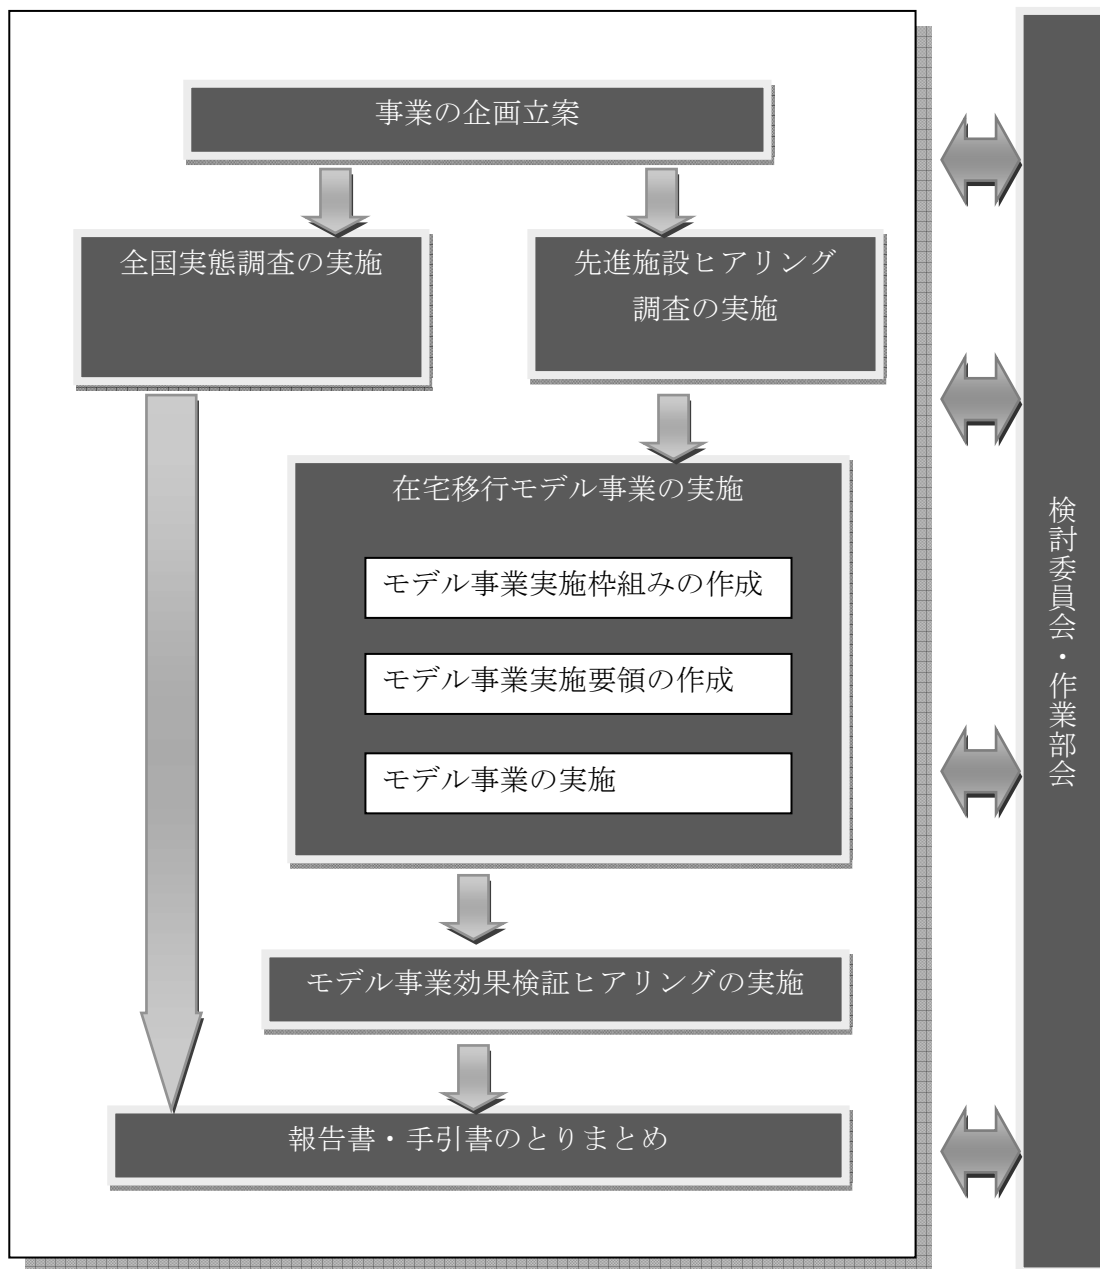 事業の企画立案
全国実態調査の実施
先進施設ヒアリング
調査の実施
在宅移行モデル事業の実施
モデル事業実施枠組みの作成
モデル事業実施要領の作成
モデル事業の実施
モデル事業効果検証ヒアリングの実施
報告書・手引書のとりまとめ
検討委員会・作業部会